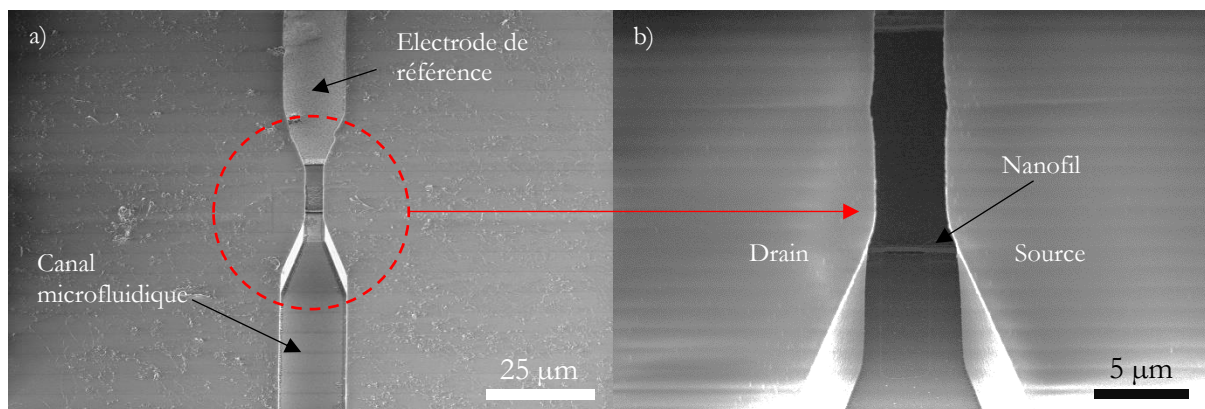 a)
Electrode de
référence
Canal
microfluidique
25 µm
b)
Nanofil
Drain
Source
5 µm